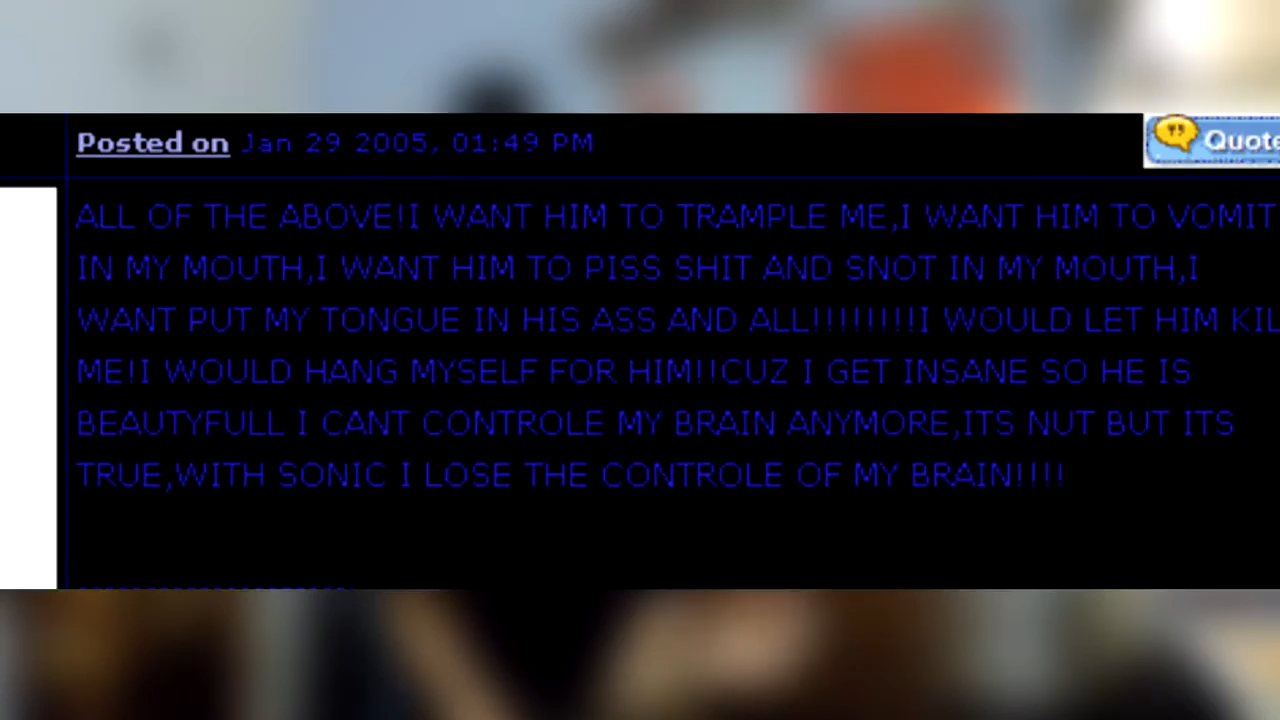 Posted on Jan 29 2005, 01:49 PM
Quote
ALL OF THE ABOVE!I WANT HIM TO TRAMPLE ME,I WANT HIM TO VOMIT
IN MY MOUTH,I WANT HIM TO PISS SHIT AND SNOT IN MY MOUTH,I
WANT PUT MY TONGUE IN HIS ASS AND ALL!!!!!!!!I WOULD LET HIM KIL
ME!I WOULD HANG MYSELF FOR HIM!!CUZ I GET INSANE SO HE IS
BEAUTYFULL I CANT CONTROLE MY BRAIN ANYMORE,ITS NUT BUT ITS
TRUE,WITH SONIC I LOSE THE CONTROLE OF MY BRAIN!!!!